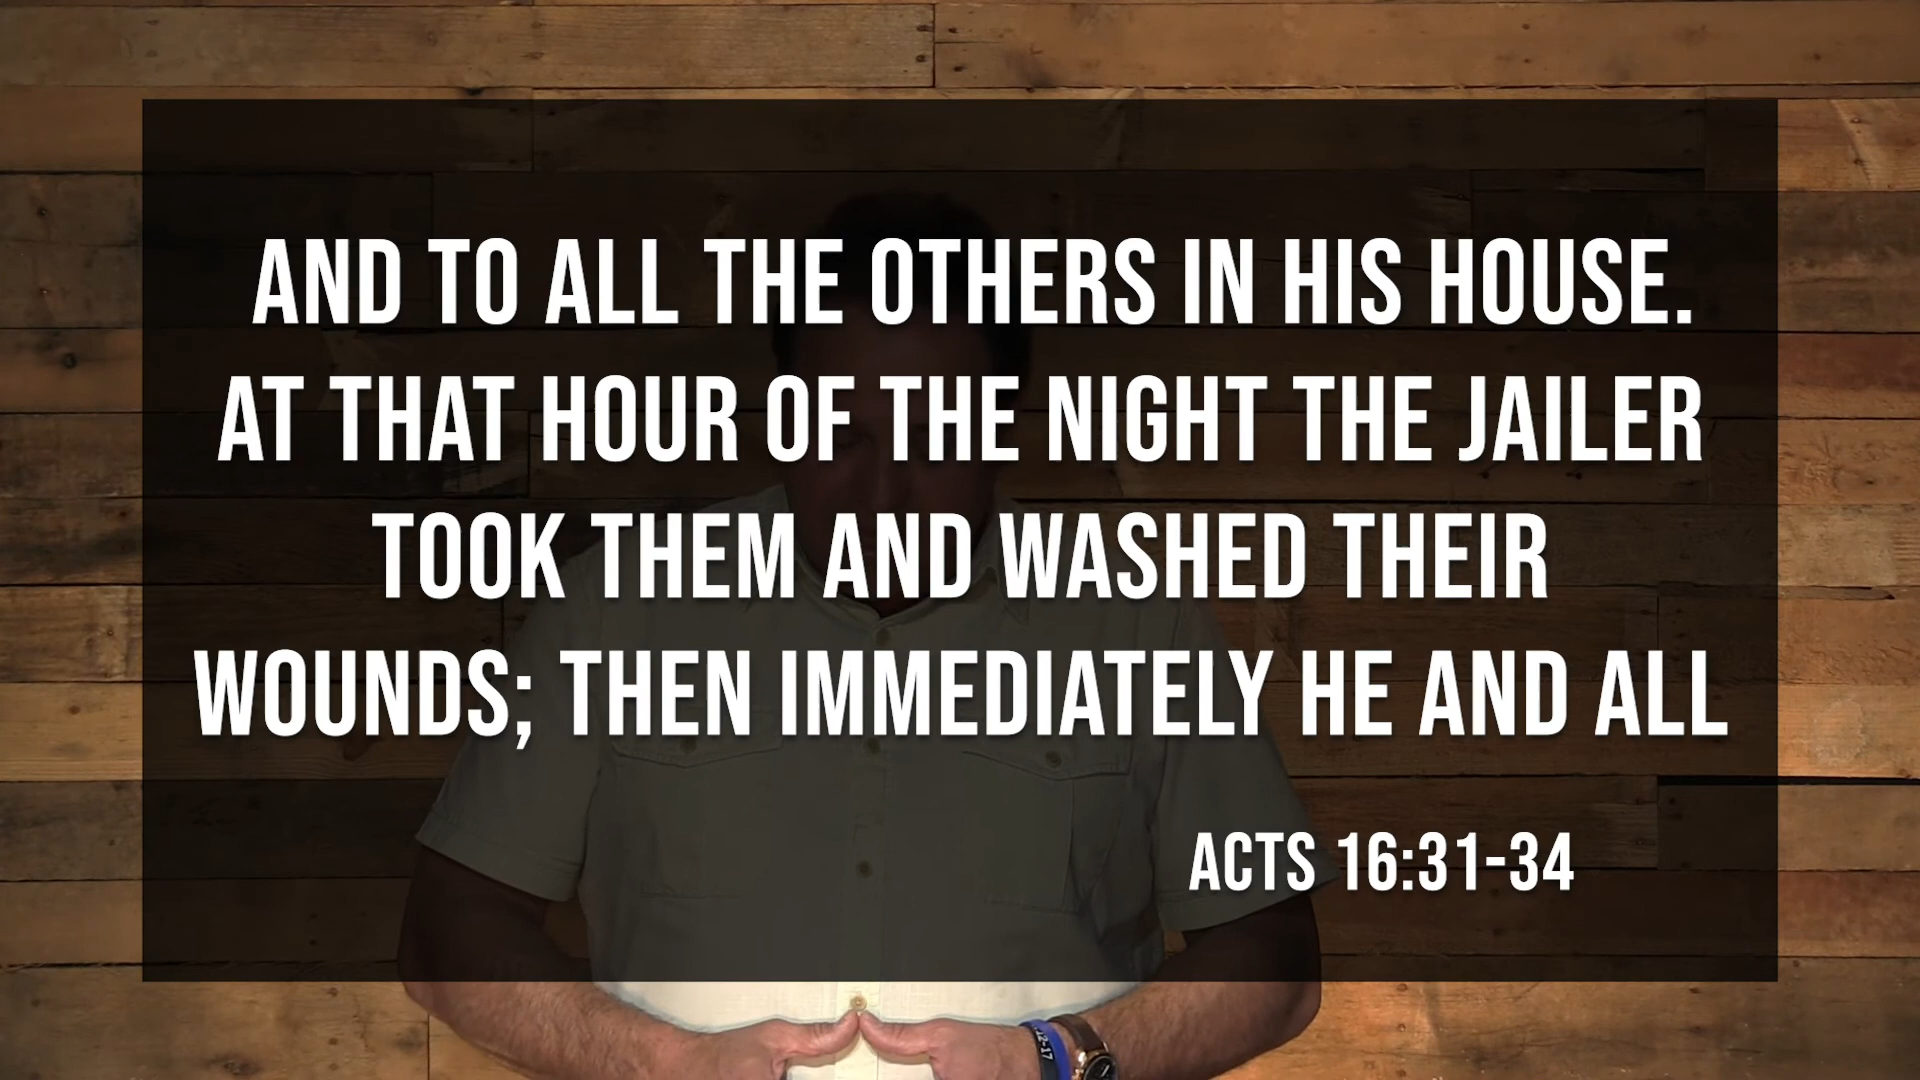 AND TO ALL THE OTHERS IN HIS HOUSE.
AT THAT HOUR OF THE NIGHT THE JAILER
TOOK THEM AND WASHED THEIR
WOUNDS; THEN IMMEDIATELY HE AND ALL
ACTS 16:31-34